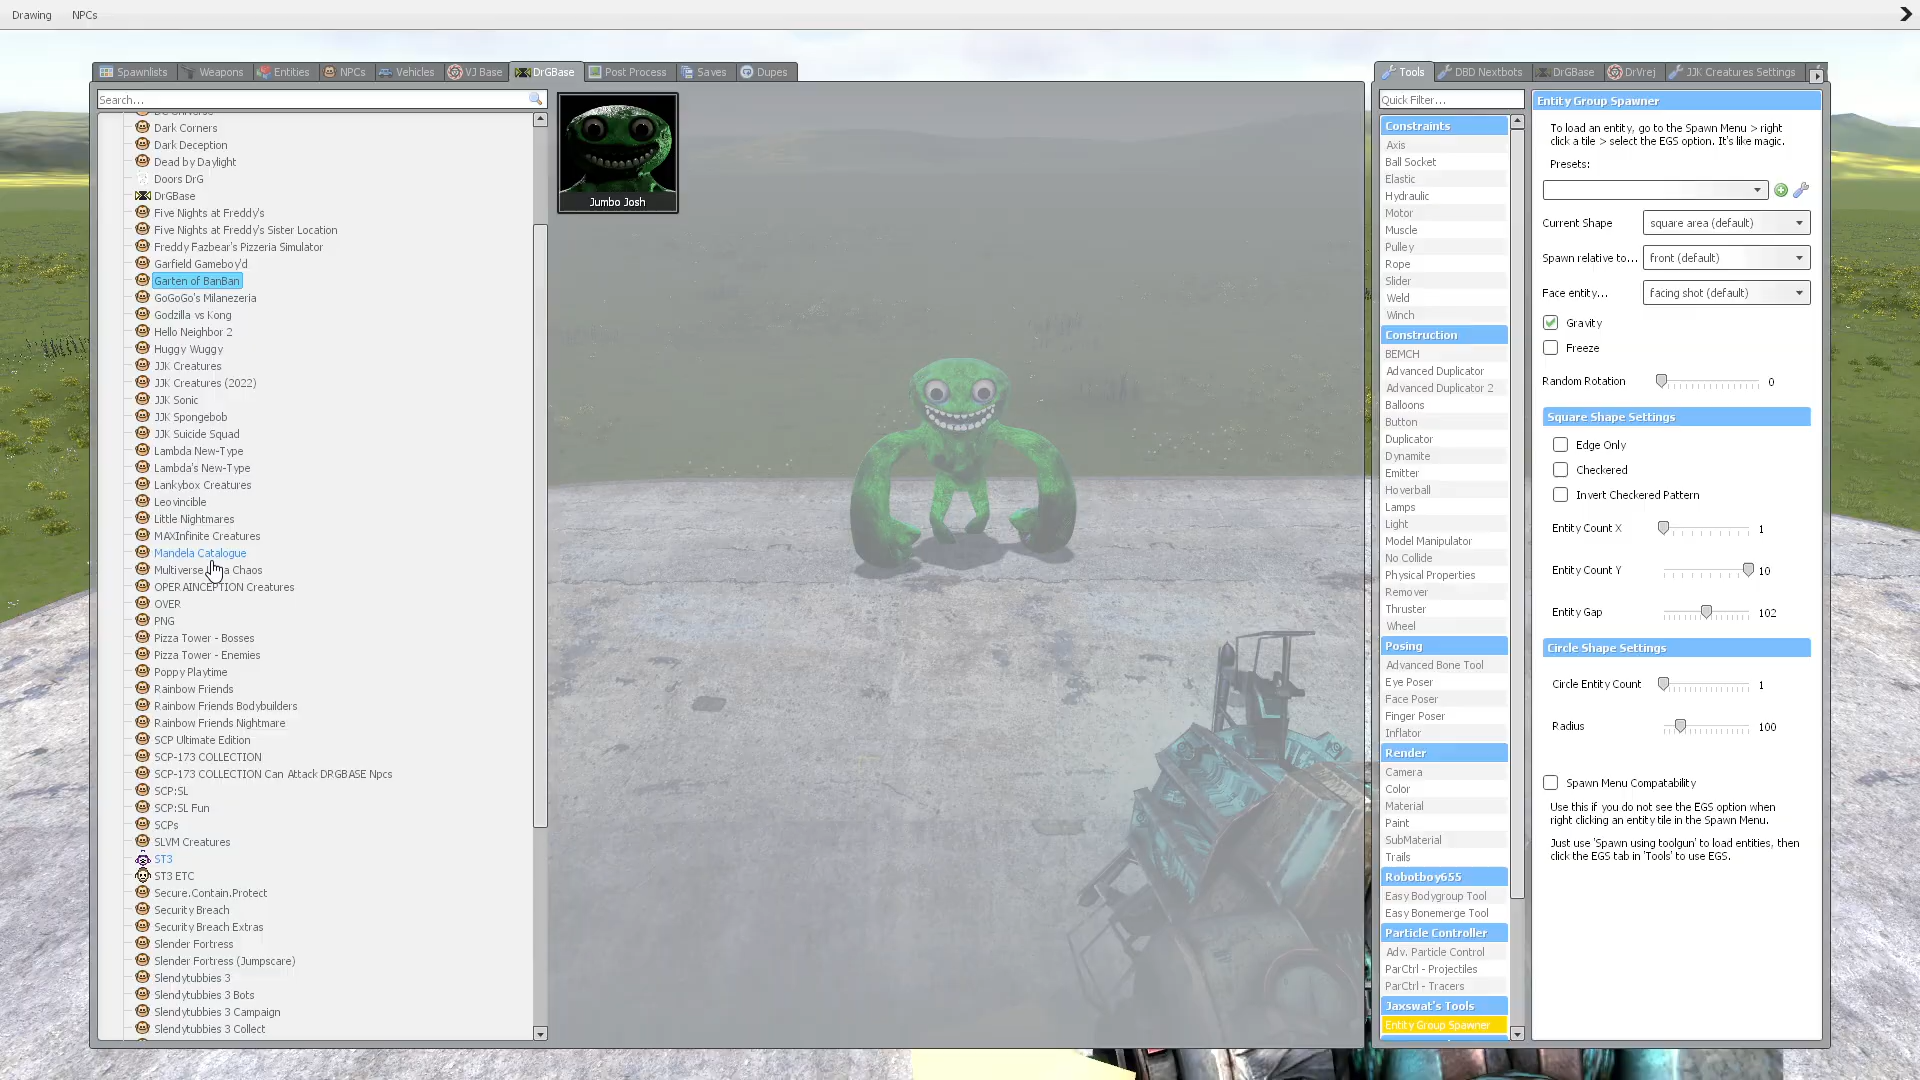 Drawing NPCs
Spawnlists Weapons Entities NPCs Vehicles VJ Base DrGBase Post Process Saves Dupes
Search...
Dark Corners
Dark Deception
Dead by Daylight
Doors DrG
DrGBase
Five Nights at Freddy's
Five Nights at Freddy's Sister Location
Freddy Fazbear's Pizzeria Simulator
Garfield Gameboy'd
Garten of BanBan
GoGoGo's Milanezeria
Godzilla vs Kong
Hello Neighbor 2
Huggy Wuggy
JJK Creatures
JJK Creatures (2022)
JJK Sonic
JJK Spongebob
JJK Suicide Squad
Lambda New-Type
Lambda's New-Type
Lankybox Creatures
Leovincible
Little Nightmares
MAXInfinite Creatures
Mandela Catalogue
Multiverse Chaos
OPERAINCEPTION Creatures
OVER
PNG
Pizza Tower - Bosses
Pizza Tower - Enemies
Poppy Playtime
Rainbow Friends
Rainbow Friends Bodybuilders
Rainbow Friends Nightmare
SCP Ultimate Edition
SCP-173 COLLECTION
SCP-173 COLLECTION Can Attack DRGBASE Npcs
SCP:SL
SCP:SL Fun
SCPs
SLVM Creatures
ST3
ST3 ETC
Secure.Contain.Protect
Security Breach
Security Breach Extras
Slender Fortress
Slender Fortress (Jumpscare)
Slendytubbies 3
Slendytubbies 3 Bots
Slendytubbies 3 Campaign
Slendytubbies 3 Collect
Jumbo Josh
Tools DBD Nextbots DrGBase DrVrej JJK Creatures Settings
Quick Filter...
Constraints
Axis
Ball Socket
Elastic
Hydraulic
Motor
Muscle
Pulley
Rope
Slider
Weld
Winch
Construction
BEMCH
Advanced Duplicator
Advanced Duplicator 2
Balloons
Button
Duplicator
Dynamite
Emitter
Hoverball
Lamps
Light
Model Manipulator
No Collide
Physical Properties
Remover
Thruster
Wheel
Posing
Advanced Bone Tool
Eye Poser
Face Poser
Finger Poser
Inflator
Render
Camera
Color
Material
Paint
SubMaterial
Trails
Robotboy655
Easy Bodygroup Tool
Easy Bonemerge Tool
Particle Controller
Adv. Particle Control
ParCtrl - Projectiles
ParCtrl - Tracers
Jaxswat's Tools
Entity Group Spawner
Entity Group Spawner
To load an entity, go to the Spawn Menu > right
click a tile > select the EGS option. It's like magic.
Presets:
Current Shape square area (default)
Spawn relative to... front (default)
Face entity... facing shot (default)
Gravity
Freeze
Random Rotation 0
Square Shape Settings
Edge Only
Checkered
Invert Checkered Pattern
Entity Count X 1
Entity Count Y 10
Entity Gap 102
Circle Shape Settings
Circle Entity Count 1
Radius 100
Spawn Menu Compatability
Use this if you do not see the EGS option when
right clicking an entity tile in the Spawn Menu.
Just use 'Spawn using toolgun' to load entities, then
click the EGS tab in 'Tools' to use EGS.